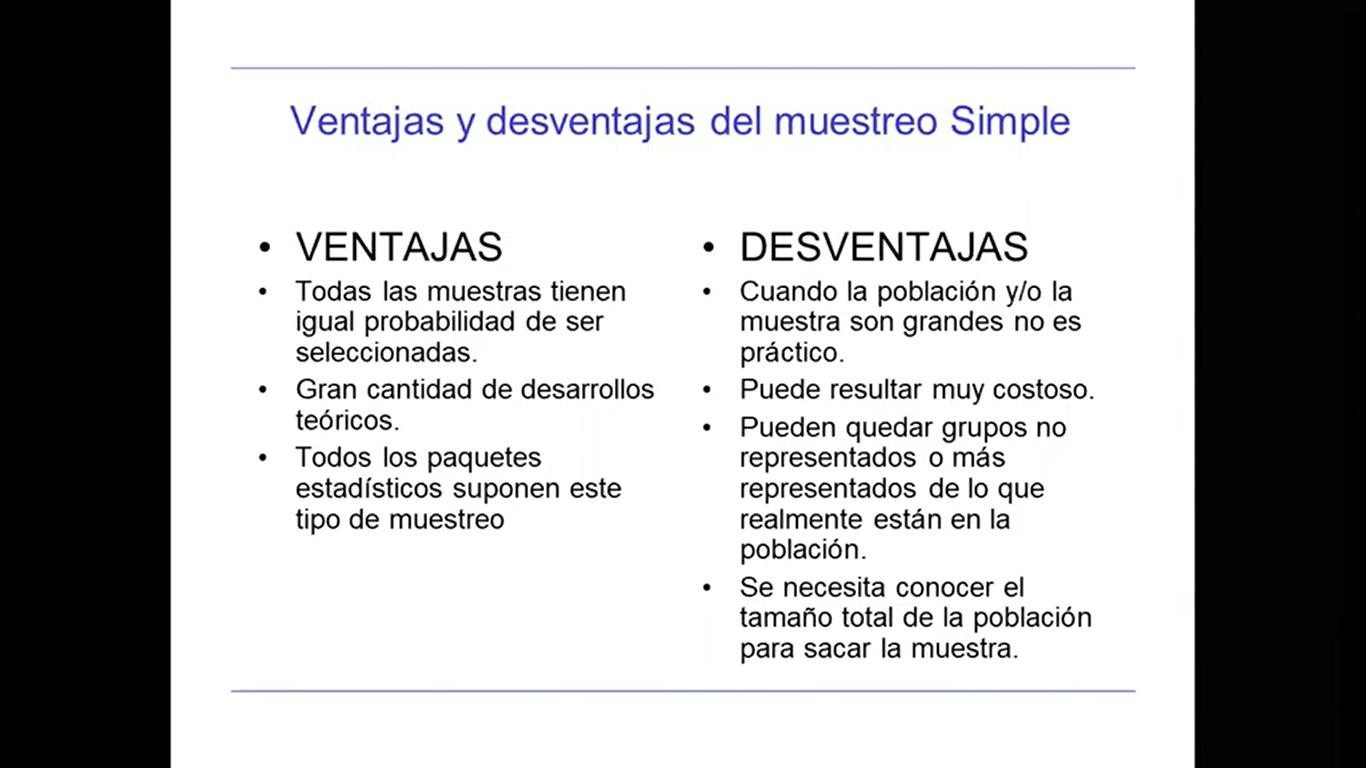 Ventajas y desventajas del muestreo Simple
• VENTAJAS
• Todas las muestras tienen
igual probabilidad de ser
seleccionadas.
• Gran cantidad de desarrollos
teóricos.
• Todos los paquetes
estadísticos suponen este
tipo de muestreo
• DESVENTAJAS
• Cuando la población y/o la
muestra son grandes no es
práctico.
• Puede resultar muy costoso.
• Pueden quedar grupos no
representados o más
representados de lo que
realmente están en la
población.
• Se necesita conocer el
tamaño total de la población
para sacar la muestra.